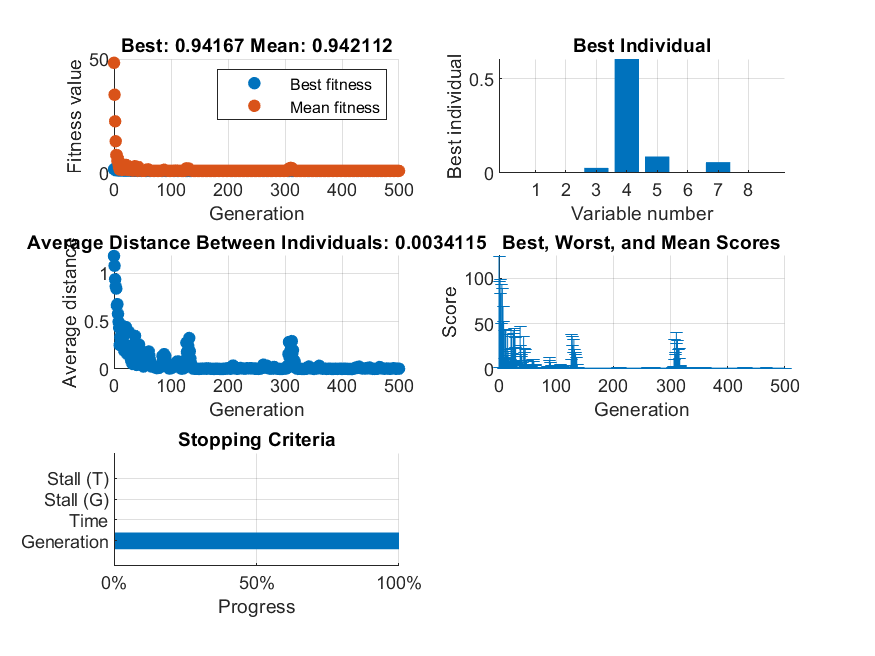 Best: 0.94167 Mean: 0.942112
Fitness value
50
0
Best fitness
Mean fitness
0 100 200 300 400 500
Generation
Best Individual
Best individual
0.5
0
1 2 3 4 5 6 7 8
Variable number
Average Distance Between Individuals: 0.0034115
Average distance
1
0.5
0
0 100 200 300 400 500
Generation
Best, Worst, and Mean Scores
Score
100
50
0
0 100 200 300 400 500
Generation
Stopping Criteria
Stall (T)
Stall (G)
Time
Generation
0% 50% 100%
Progress